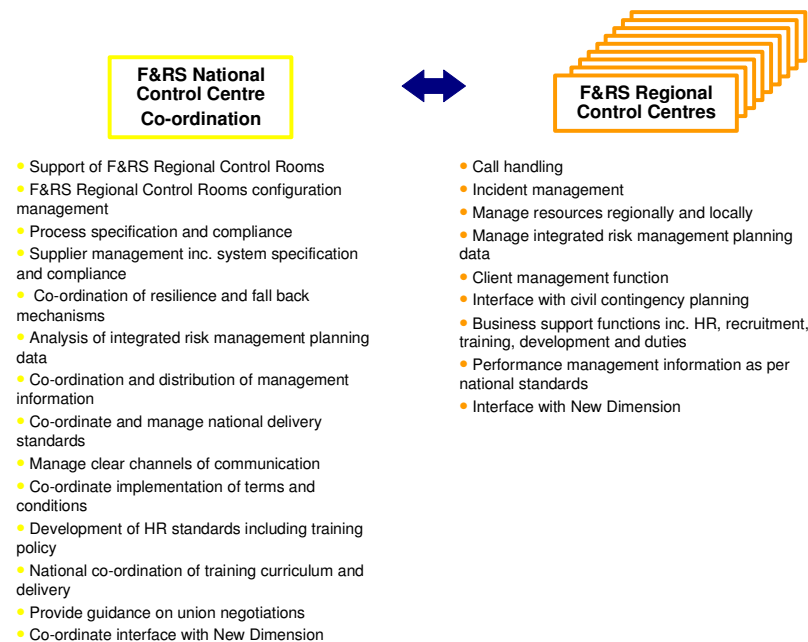 F&RS National
Control Centre
Co-ordination
• Support of F&RS Regional Control Rooms
• F&RS Regional Control Rooms configuration
management
• Process specification and compliance
• Supplier management inc. system specification
and compliance
• Co-ordination of resilience and fall back
mechanisms
• Analysis of integrated risk management planning
data
• Co-ordination and distribution of management
information
• Co-ordinate and manage national delivery
standards
• Manage clear channels of communication
• Co-ordinate implementation of terms and
conditions
• Development of HR standards including training
policy
• National co-ordination of training curriculum and
delivery
• Provide guidance on union negotiations
• Co-ordinate interface with New Dimension
F&RS Regional
Control Centres
• Call handling
• Incident management
• Manage resources regionally and locally
• Manage integrated risk management planning
data
• Client management function
• Interface with civil contingency planning
• Business support functions inc. HR, recruitment,
training, development and duties
• Performance management information as per
national standards
• Interface with New Dimension